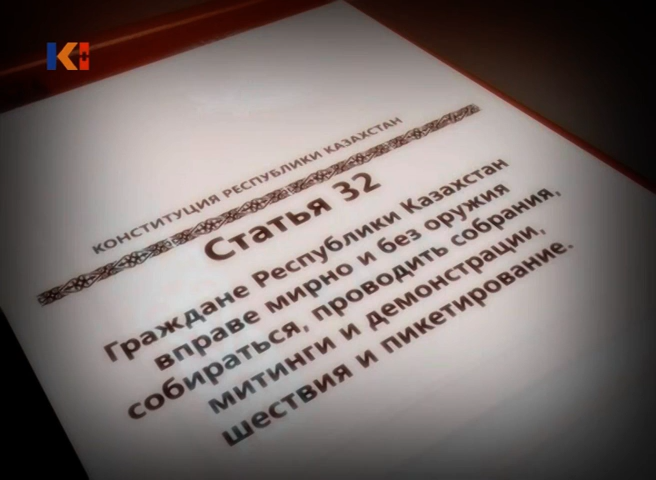 K+
КОНСТИТУЦИЯ РЕСПУБЛИКИ КАЗАХСТАН
Статья 32
Граждане Республики Казахстан
вправе мирно и без оружия
собираться, проводить собрания,
митинги и демонстрации,
шествия и пикетирование.